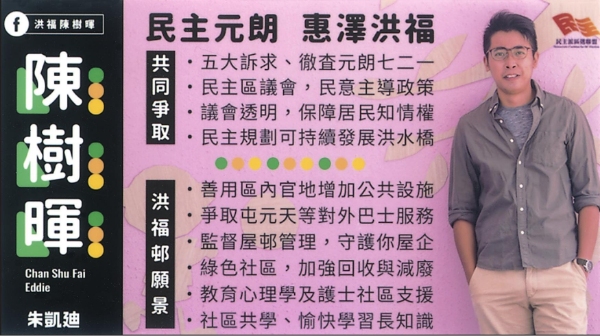 洪福陳樹暉
陳樹暉
Chan Shu Fai
Eddie
朱凱廸
民主元朗 惠澤洪福
民主派區選聯盟
共同爭取
・五大訴求、徹查元朗七二一
・民主區議會，民意主導政策
・議會透明，保障居民知情權
・民主規劃可持續發展洪水橋
洪福邨願景
・善用區內官地增加公共設施
・爭取屯元天等對外巴士服務
・監督屋邨管理，守護你屋企
・綠色社區，加強回收與減廢
・教育心理學及護士社區支援
・社區共學、愉快學習長知識